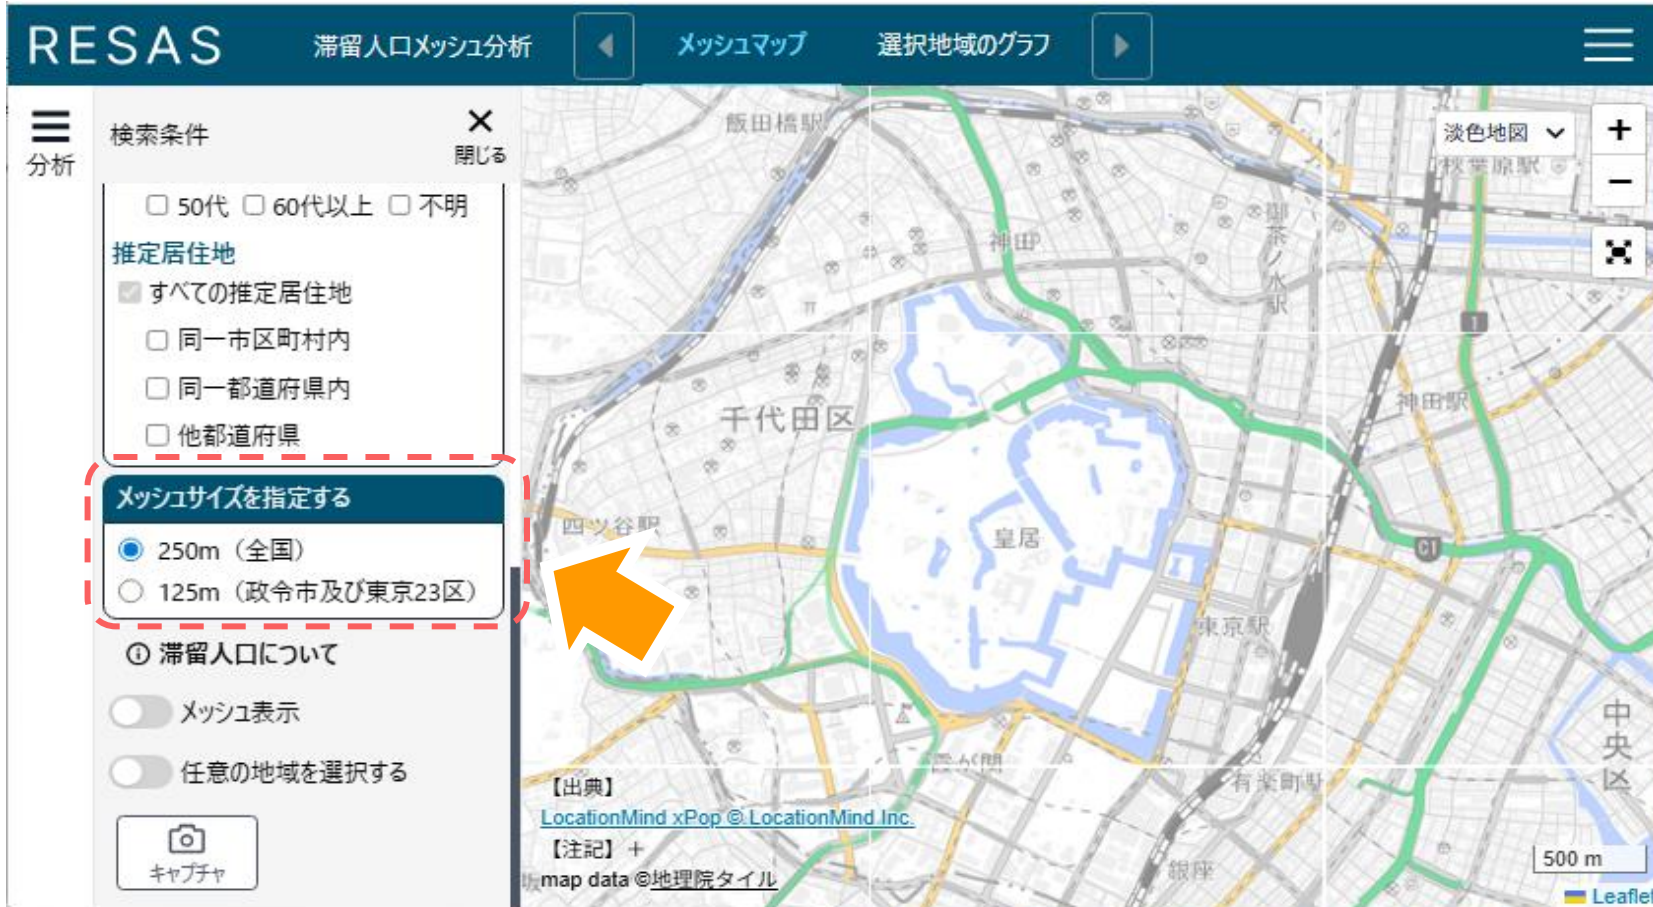 RESAS 滞留人口メッシュ分析 メッシュマップ 選択地域のグラフ
分析
検索条件
閉じる
50代 60代以上 不明
推定居住地
すべての推定居住地
同一市区町村内
同一都道府県内
他都道府県
メッシュサイズを指定する
250m（全国）
125m（政令市及び東京23区）
滞留人口について
メッシュ表示
任意の地域を選択する
キャプチャ
飯田橋駅
淡色地図
+
−
秋葉原駅
神田
御茶ノ水駅
1
神田駅
千代田区
四ツ谷駅
皇居
C1
東京駅
中央区
霞が関
有楽町駅
銀座
【出典】
LocationMind xPop © LocationMind Inc.
【注記】+
map data ©地理院タイル
500 m
Leaflet